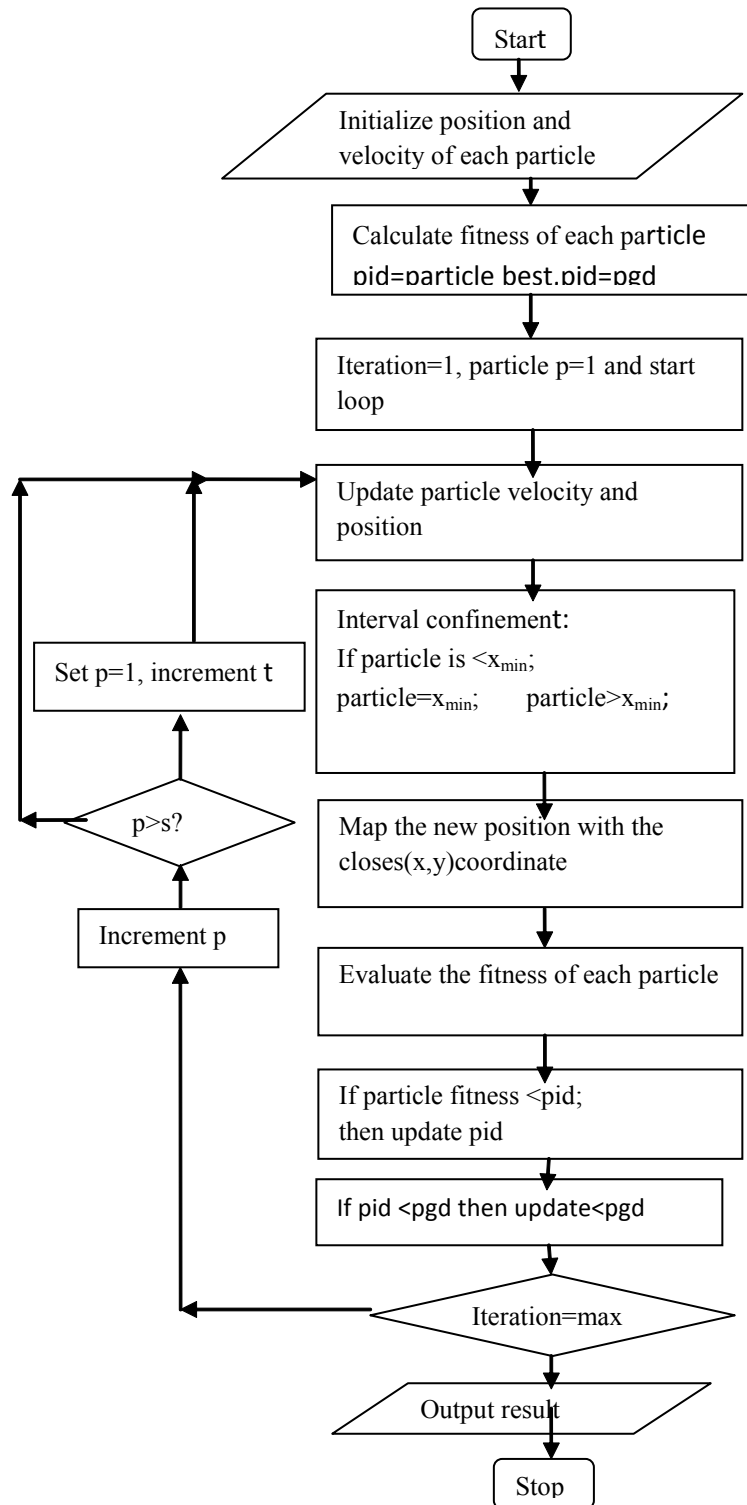 Start
Initialize position and
velocity of each particle
Calculate fitness of each particle
pid=particle best.pid=pgd
Iteration=1, particle p=1 and start
loop
Update particle velocity and
position
Interval confinement:
If particle is <xmin;
particle=xmin; particle>xmin;
Set p=1, increment t
p>s?
Map the new position with the
closes(x,y)coordinate
Increment p
Evaluate the fitness of each particle
If particle fitness <pid;
then update pid
If pid <pgd then update<pgd
Iteration=max
Output result
Stop